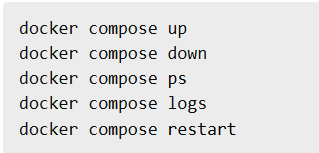 docker compose up
docker compose down
docker compose ps
docker compose logs
docker compose restart